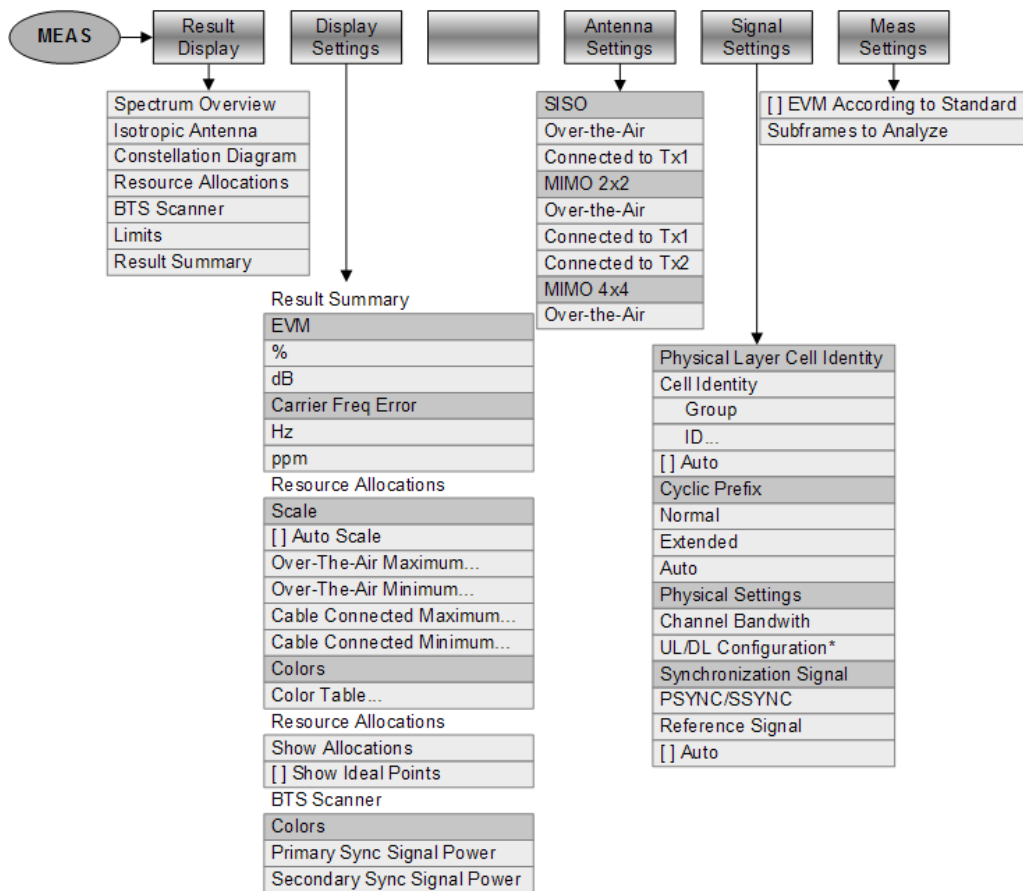 MEAS
Result
Display
Display
Settings
Antenna
Settings
Signal
Settings
Meas
Settings
Spectrum Overview
Isotropic Antenna
Constellation Diagram
Resource Allocations
BTS Scanner
Limits
Result Summary
Result Summary
EVM
%
dB
Carrier Freq Error
Hz
ppm
Resource Allocations
Scale
[ ] Auto Scale
Over-The-Air Maximum...
Over-The-Air Minimum...
Cable Connected Maximum...
Cable Connected Minimum...
Colors
Color Table...
Resource Allocations
Show Allocations
[ ] Show Ideal Points
BTS Scanner
Colors
Primary Sync Signal Power
Secondary Sync Signal Power
SISO
Over-the-Air
Connected to Tx1
MIMO 2x2
Over-the-Air
Connected to Tx1
Connected to Tx2
MIMO 4x4
Over-the-Air
Physical Layer Cell Identity
Cell Identity
Group
ID...
[ ] Auto
Cyclic Prefix
Normal
Extended
Auto
Physical Settings
Channel Bandwith
UL/DL Configuration*
Synchronization Signal
PSYNC/SSYNC
Reference Signal
[ ] Auto
[ ] EVM According to Standard
Subframes to Analyze